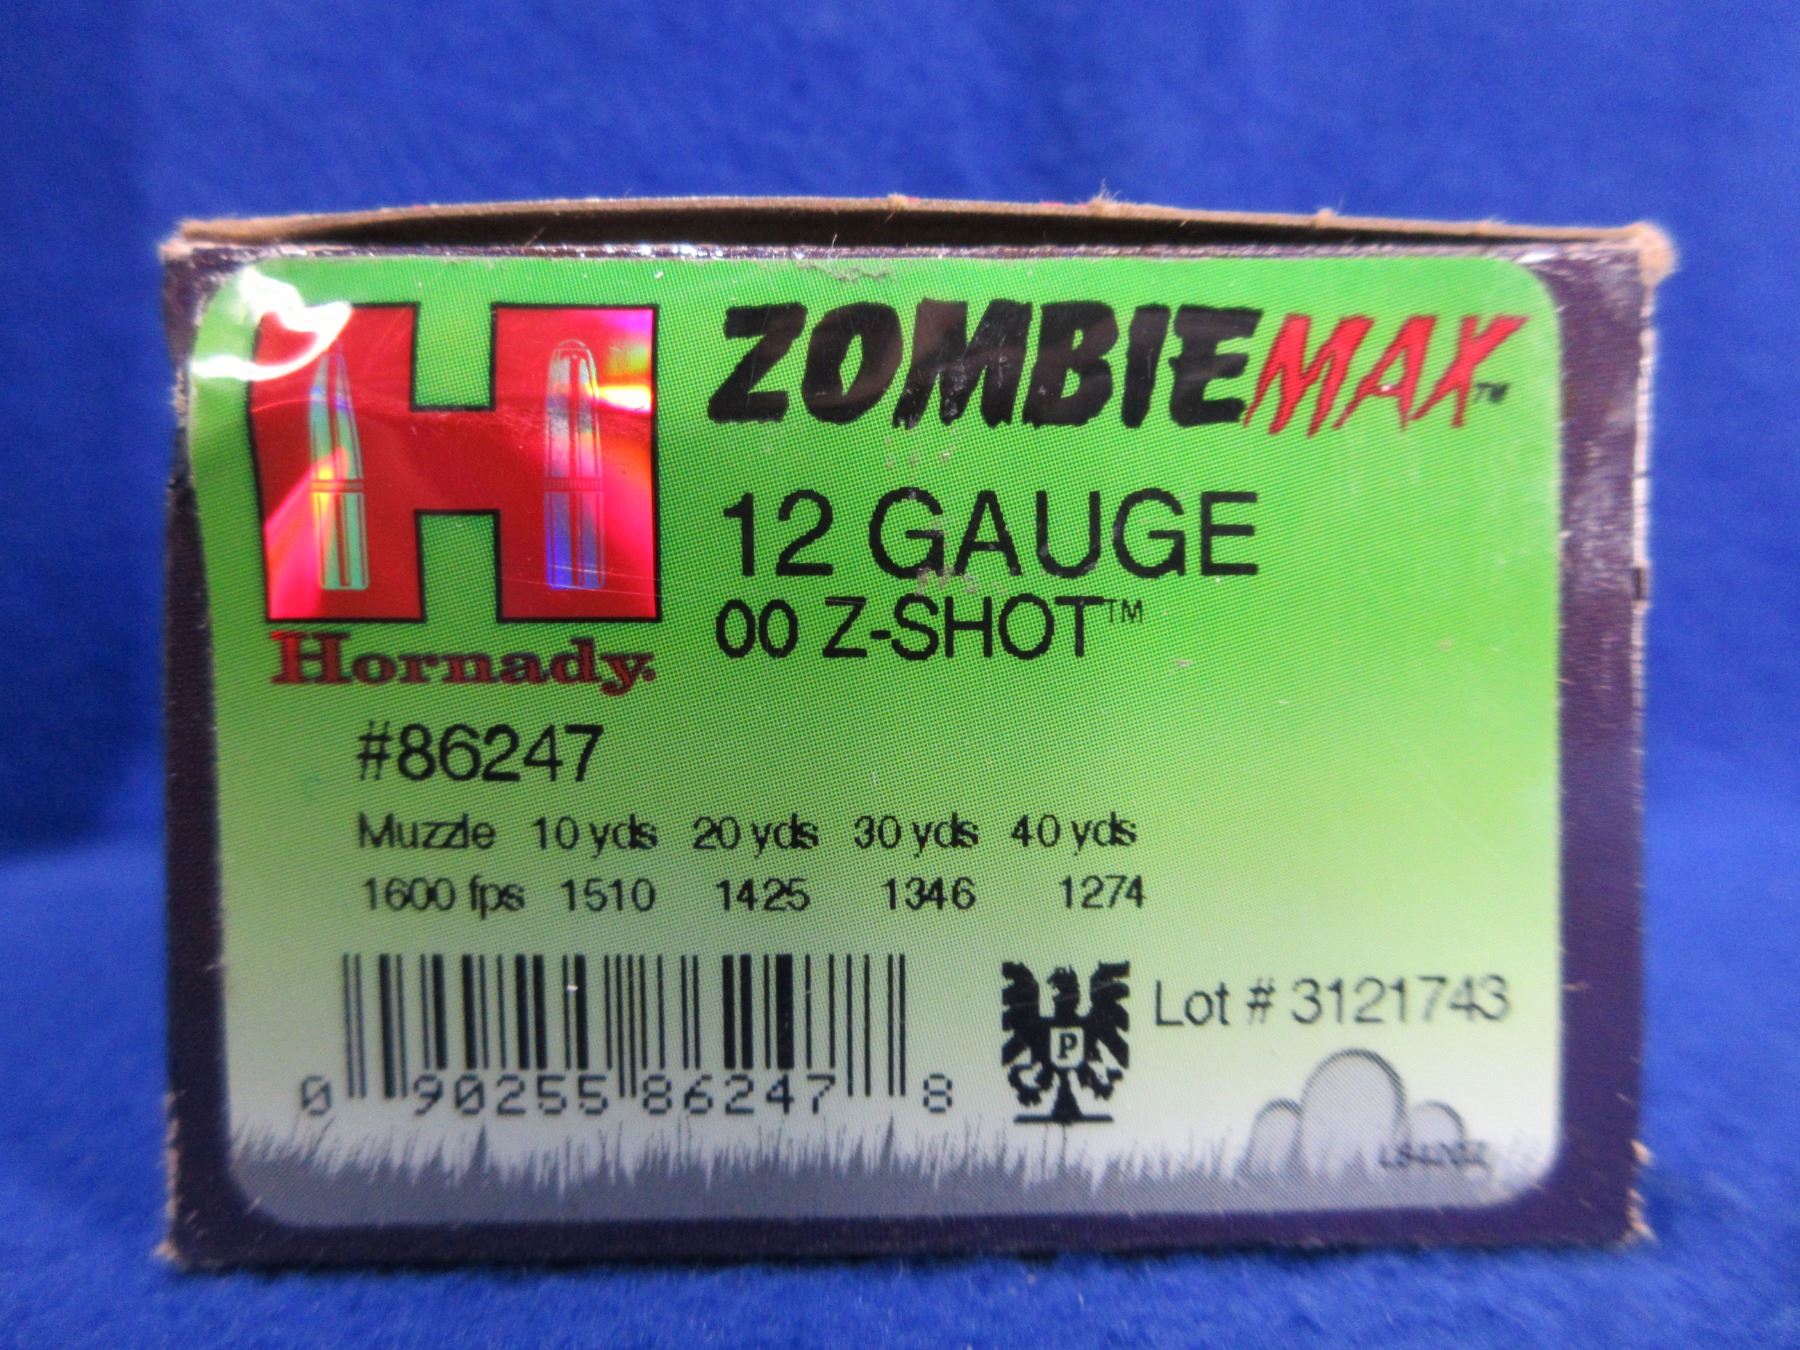 ZOMBIEMAX™
12 GAUGE
00 Z-SHOT™
Hornady
#86247
Muzzle 10 yds 20 yds 30 yds 40 yds
1600 fps 1510 1425 1346 1274
P
Lot # 3121743
0 90255 86247 8